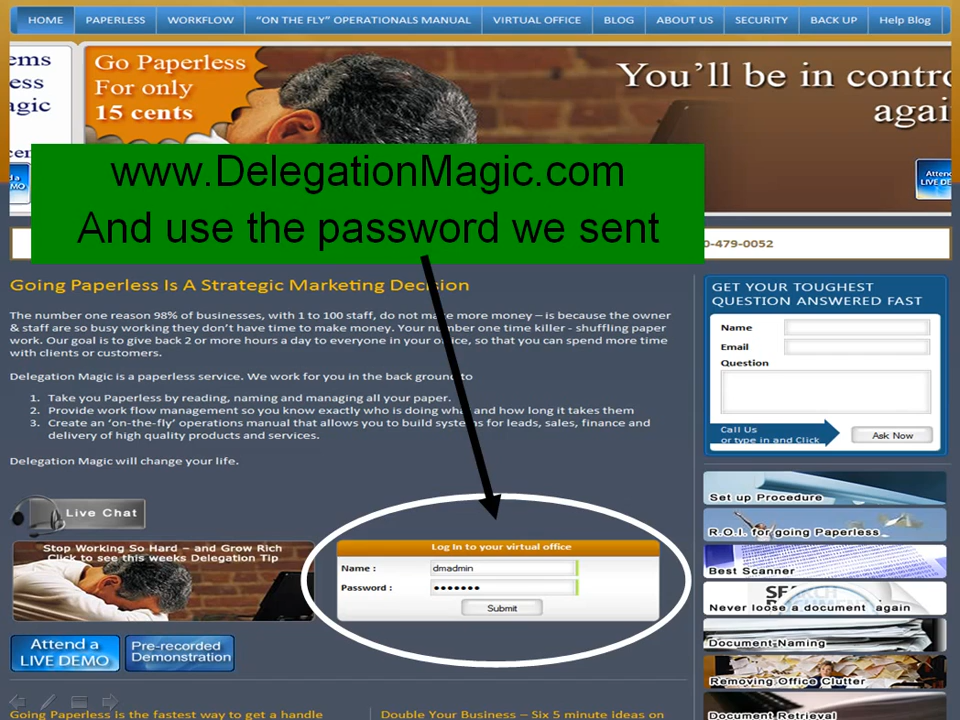 HOME PAPERLESS WORKFLOW “ON THE FLY” OPERATIONALS MANUAL VIRTUAL OFFICE BLOG ABOUT US SECURITY BACK UP Help Blog
Go Paperless
For only
15 cents
You’ll be in
again
www.DelegationMagic.com
And use the password we sent
LIVE
0-479-0052
Going Paperless Is A Strategic Marketing Decision
The number one reason 98% of businesses, with 1 to 100 staff, do not make more money – is because the owner
& staff are so busy working they don’t have time to make money. Your number one time killer - shuffling paper
work. Our goal is to give back 2 or more hours a day to everyone in your office, so that you can spend more time
with clients or customers.
Delegation Magic is a paperless service. We work for you in the back ground to
1. Take you Paperless by reading, naming and managing all your paper.
2. Provide work flow management so you know exactly who is doing what and how long it takes them
3. Create an ‘on-the-fly’ operations manual that allows you to build systems for leads, sales, finance and
delivery of high quality products and services.
Delegation Magic will change your life.
Live Chat
Stop Working So Hard – and Grow Rich
Click to see this weeks Delegation Tip
Attend a
LIVE DEMO
Pre-recorded
Demonstration
Log In to your virtual office
Name : dmadmin
Password : •••••••
Submit
GET YOUR TOUGHEST
QUESTION ANSWERED FAST
Name
Email
Question
Call Us
or type in and Click
Ask Now
Set up Procedure
R.O.I. for going Paperless
Best Scanner
Never loose a document again
Document Naming
Removing Office Clutter
Document Retrieval
Going Paperless is the fastest way to get a handle
Double Your Business – Six 5 minute ideas on